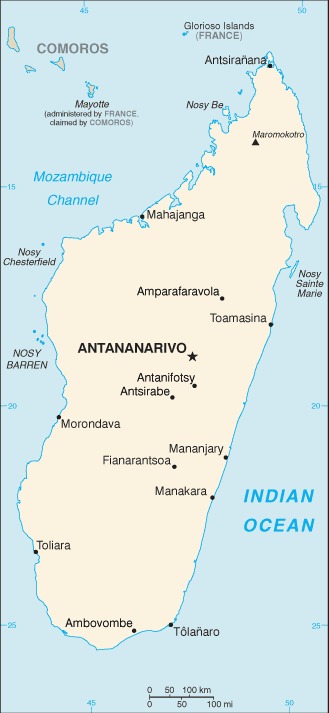 45
50
Glorioso Islands
(FRANCE)
COMOROS
Antsirañana
Mayotte
(administered by FRANCE,
claimed by COMOROS)
Nosy Be
Maromokotro
Mozambique
Channel
15
15
Mahajanga
Nosy
Chesterfield
Nosy
Sainte
Marie
Amparafaravola
Toamasina
NOSY
BARREN
ANTANANARIVO
Antanifotsy
Antsirabe
20
20
Morondava
Mananjary
Fianarantsoa
Manakara
INDIAN
OCEAN
Toliara
Ambovombe
Tôlañaro
25
25
0 50 100 km
0 50 100 mi
45
50